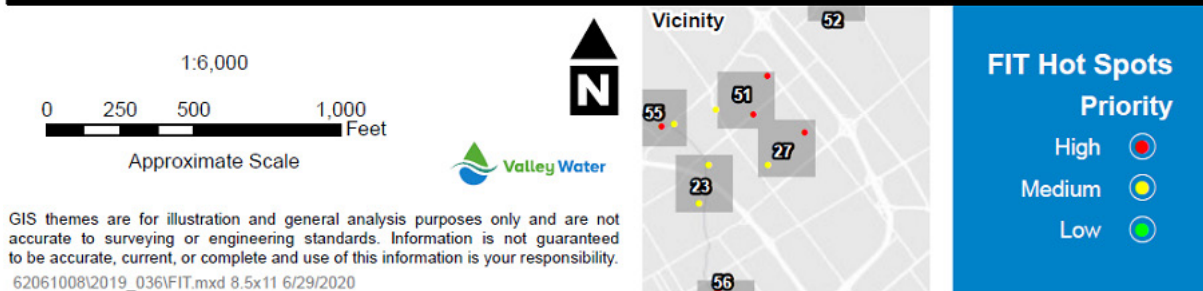 1:6,000
0 250 500 1,000
Feet
Approximate Scale
N
Valley Water
GIS themes are for illustration and general analysis purposes only and are not
accurate to surveying or engineering standards. Information is not guaranteed
to be accurate, current, or complete and use of this information is your responsibility.
62061008\2019_036\FIT.mxd 8.5x11 6/29/2020
Vicinity
52
51
55
27
23
56
FIT Hot Spots
Priority
High
Medium
Low